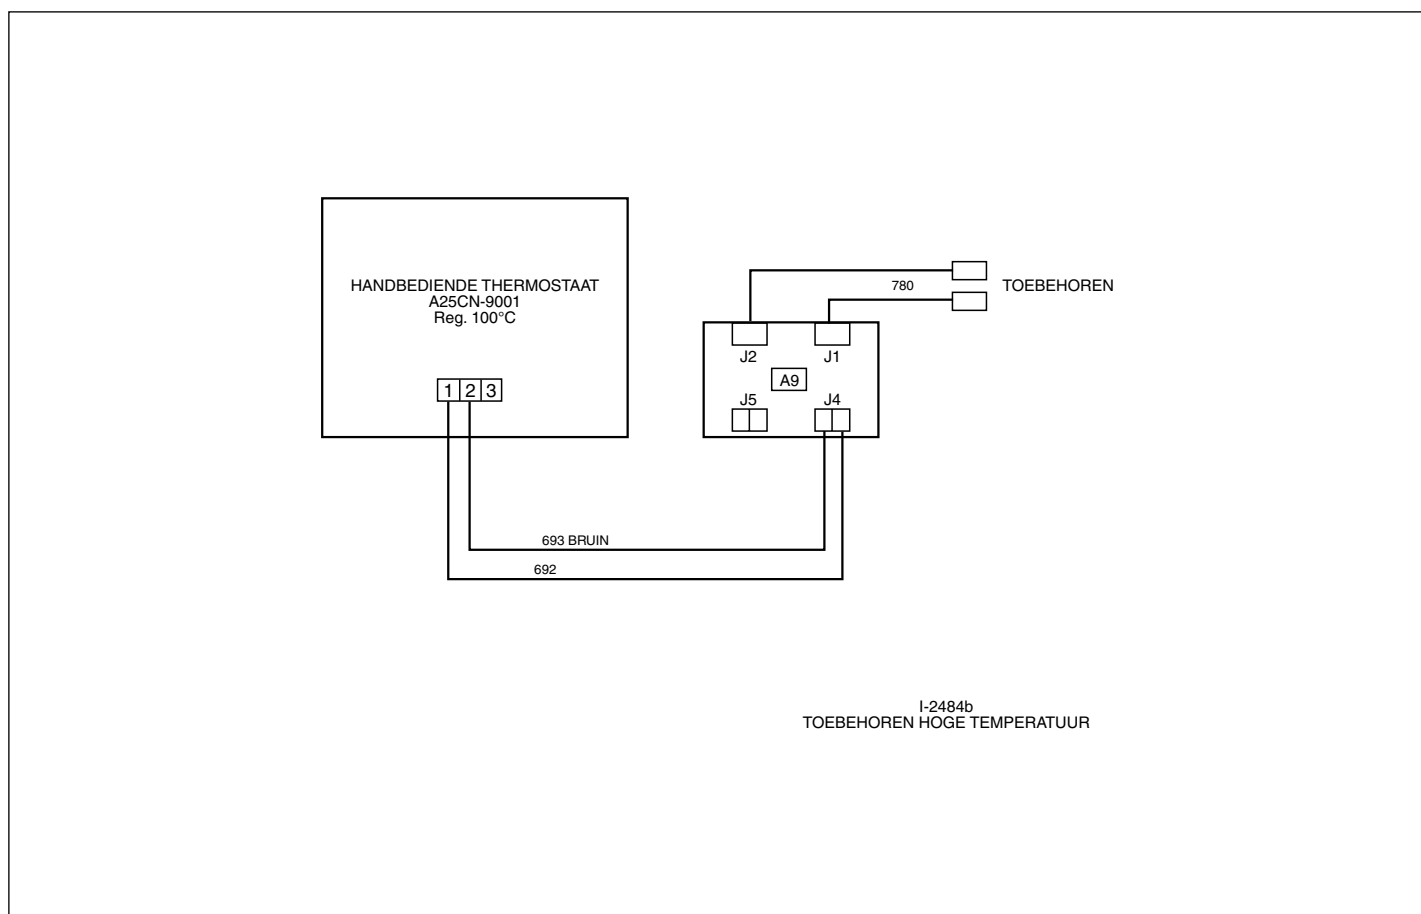 HANDBEDIENDE THERMOSTAAT
A25CN-9001
Reg. 100°C
1 2 3
780
TOEBEHOREN
J2 J1
A9
J5 J4
693 BRUIN
692
I-2484b
TOEBEHOREN HOGE TEMPERATUUR